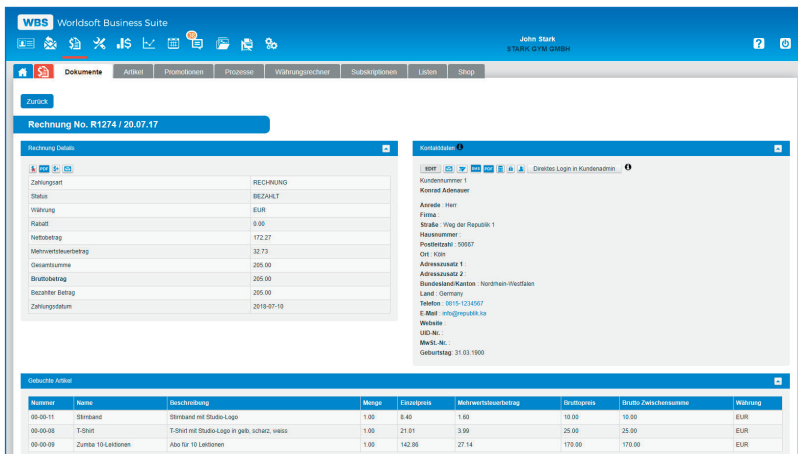 WBS Worldsoft Business Suite
John Stark
STARK GYM GMBH
Dokumente Artikel Promotionen Prozesse Währungsrechner Subskriptionen Listen Shop
Zurück
Rechnung No. R1274 / 20.07.17
Rechnung Details
PDF
Zahlungsart RECHNUNG
Status BEZAHLT
Währung EUR
Rabatt 0.00
Nettobetrag 172.27
Mehrwertsteuerbetrag 32.73
Gesamtsumme 205.00
Bruttobetrag 205.00
Bezahlter Betrag 205.00
Zahlungsdatum 2018-07-10
Kontaktdaten
EDIT SMS PDF Direktes Login in Kundenadmin
Kundennummer 1
Konrad Adenauer
Anrede : Herr
Firma :
Straße : Weg der Republik 1
Hausnummer :
Postleitzahl : 50667
Ort : Köln
Adresszusatz 1 :
Adresszusatz 2 :
Bundesland/Kanton : Nordrhein-Westfalen
Land : Germany
Telefon : 0815-1234567
E-Mail : info@republik.ka
Website :
UID-Nr. :
MwSt.-Nr. :
Geburtstag: 31.03.1900
Gebuchte Artikel
Nummer Name Beschreibung Menge Einzelpreis Mehrwertsteuerbetrag Bruttopreis Brutto Zwischensumme Währung
00-00-11 Stirnband Stirnband mit Studio-Logo 1.00 8.40 1.60 10.00 10.00 EUR
00-00-08 T-Shirt T-Shirt mit Studio-Logo in gelb, scharz, weiss 1.00 21.01 3.99 25.00 25.00 EUR
00-00-09 Zumba 10-Lektionen Abo für 10 Lektionen 1.00 142.86 27.14 170.00 170.00 EUR